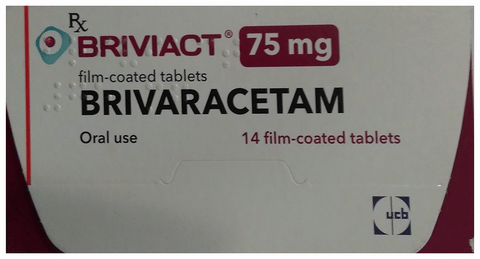 Rx
BRIVIACT® 75 mg
film-coated tablets
BRIVARACETAM
Oral use 14 film-coated tablets
ucb